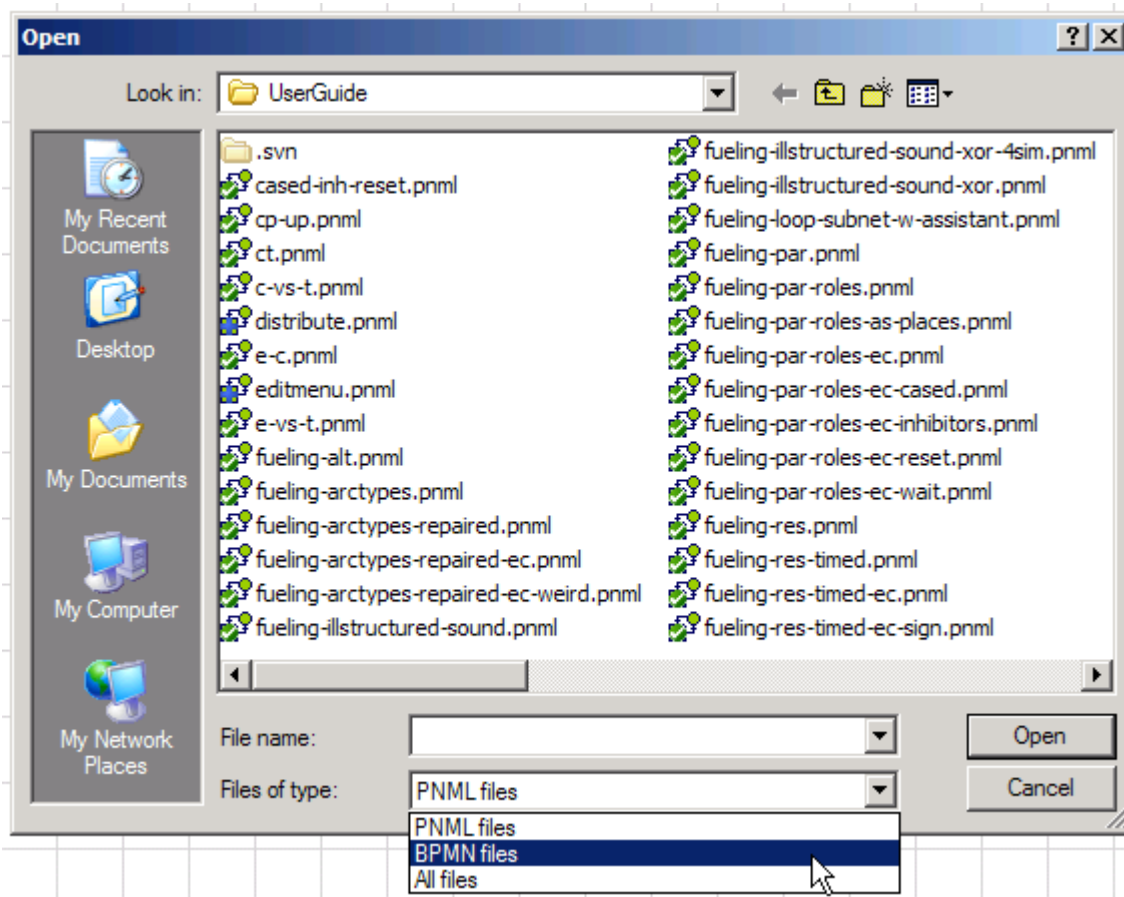 Open
Look in: UserGuide
My Recent
Documents
Desktop
My Documents
My Computer
My Network
Places
.svn
cased-inh-reset.pnml
cp-up.pnml
ct.pnml
c-vs-t.pnml
distribute.pnml
e-c.pnml
editmenu.pnml
e-vs-t.pnml
fueling-alt.pnml
fueling-arctypes.pnml
fueling-arctypes-repaired.pnml
fueling-arctypes-repaired-ec.pnml
fueling-arctypes-repaired-ec-weird.pnml
fueling-illstructured-sound.pnml
fueling-illstructured-sound-xor-4sim.pnml
fueling-illstructured-sound-xor.pnml
fueling-loop-subnet-w-assistant.pnml
fueling-par.pnml
fueling-par-roles.pnml
fueling-par-roles-as-places.pnml
fueling-par-roles-ec.pnml
fueling-par-roles-ec-cased.pnml
fueling-par-roles-ec-inhibitors.pnml
fueling-par-roles-ec-reset.pnml
fueling-par-roles-ec-wait.pnml
fueling-res.pnml
fueling-res-timed.pnml
fueling-res-timed-ec.pnml
fueling-res-timed-ec-sign.pnml
File name:
Open
Files of type: PNML files
Cancel
PNML files
BPMN files
All files